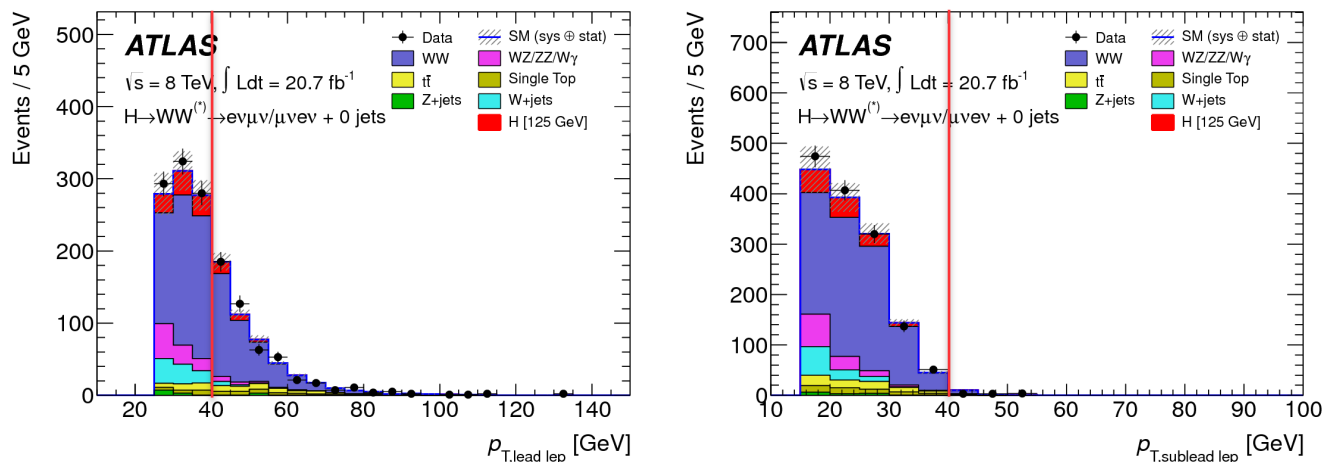 Events / 5 GeV
500
400
300
200
100
0
ATLAS
√s = 8 TeV, ∫ Ldt = 20.7 fb⁻¹
H→WW(*)→eνμν/μνeν + 0 jets
Data
SM (sys ⊕ stat)
WW
WZ/ZZ/Wγ
tt̄
Single Top
Z+jets
W+jets
H [125 GeV]
20 40 60 80 100 120 140
pT,lead lep [GeV]
Events / 5 GeV
700
600
500
400
300
200
100
0
ATLAS
√s = 8 TeV, ∫ Ldt = 20.7 fb⁻¹
H→WW(*)→eνμν/μνeν + 0 jets
Data
SM (sys ⊕ stat)
WW
WZ/ZZ/Wγ
tt̄
Single Top
Z+jets
W+jets
H [125 GeV]
10 20 30 40 50 60 70 80 90 100
pT,sublead lep [GeV]